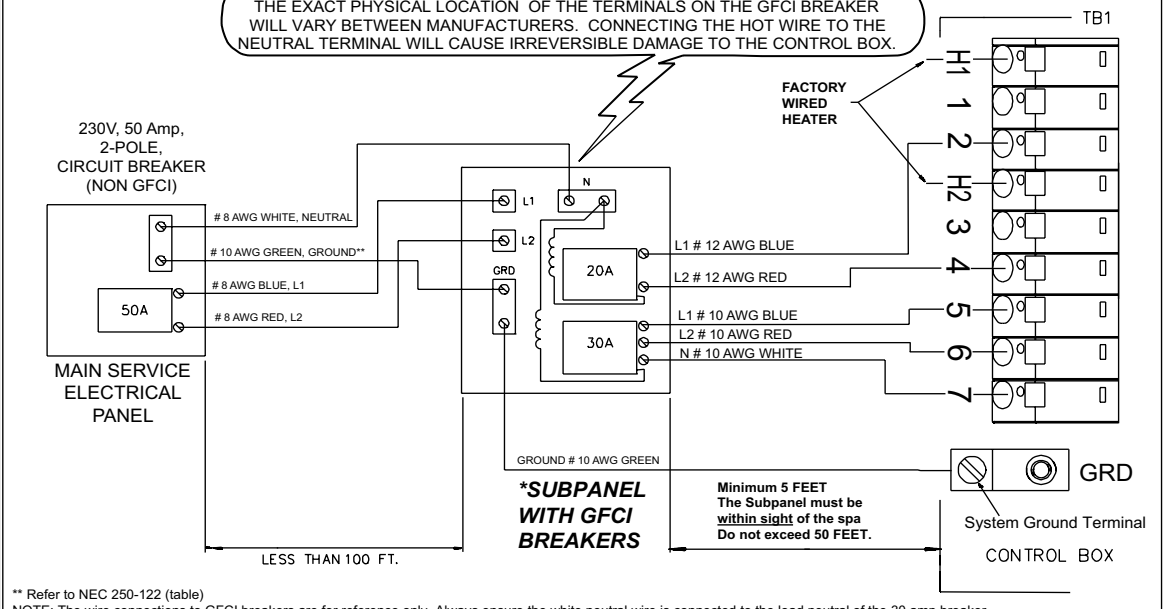 THE EXACT PHYSICAL LOCATION OF THE TERMINALS ON THE GFCI BREAKER
WILL VARY BETWEEN MANUFACTURERS. CONNECTING THE HOT WIRE TO THE
NEUTRAL TERMINAL WILL CAUSE IRREVERSIBLE DAMAGE TO THE CONTROL BOX.
TB1
FACTORY
WIRED
HEATER
H1
1
2
H2
3
4
5
6
7
230V, 50 Amp,
2-POLE,
CIRCUIT BREAKER
(NON GFCI)
# 8 AWG WHITE, NEUTRAL
# 10 AWG GREEN, GROUND**
# 8 AWG BLUE, L1
# 8 AWG RED, L2
50A
MAIN SERVICE
ELECTRICAL
PANEL
N
L1
L2
GRD
20A
30A
L1 # 12 AWG BLUE
L2 # 12 AWG RED
L1 # 10 AWG BLUE
L2 # 10 AWG RED
N # 10 AWG WHITE
GROUND # 10 AWG GREEN
*SUBPANEL
WITH GFCI
BREAKERS
Minimum 5 FEET
The Subpanel must be
within sight of the spa
Do not exceed 50 FEET.
GRD
System Ground Terminal
CONTROL BOX
LESS THAN 100 FT.
** Refer to NEC 250-122 (table)
NOTE: The wire connections to GFCI breakers are for reference only. Always ensure the white neutral wire is connected to the load neutral of the 30 amp breaker